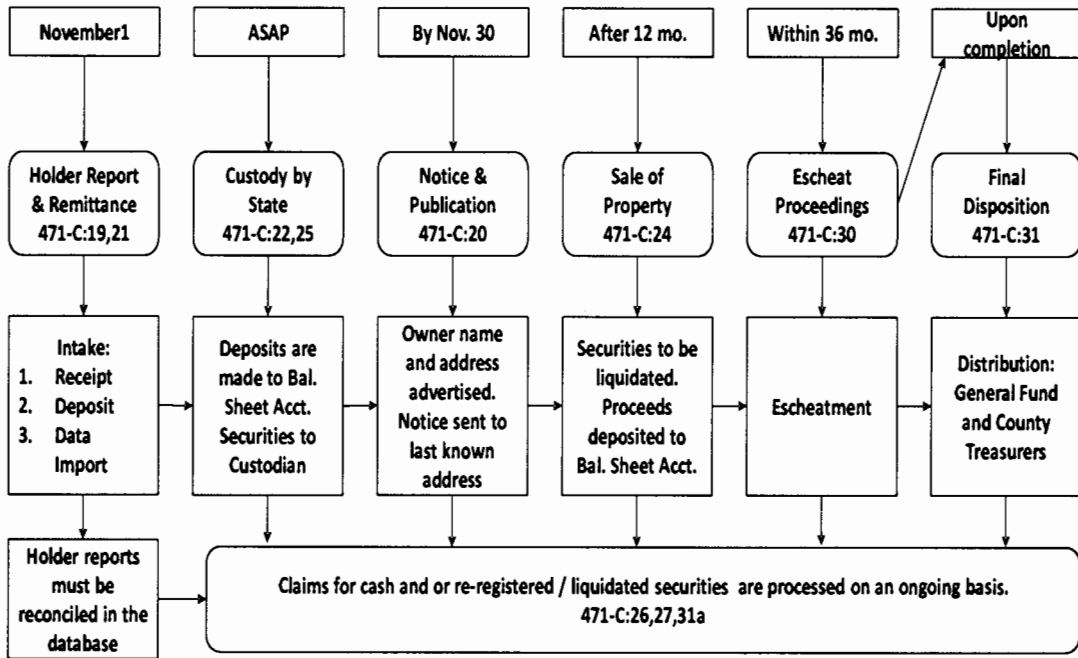 November1
ASAP
By Nov. 30
After 12 mo.
Within 36 mo.
Upon
completion
Holder Report
& Remittance
471-C:19,21
Custody by
State
471-C:22,25
Notice &
Publication
471-C:20
Sale of
Property
471-C:24
Escheat
Proceedings
471-C:30
Final
Disposition
471-C:31
Intake:
1. Receipt
2. Deposit
3. Data
Import
Deposits are
made to Bal.
Sheet Acct.
Securities to
Custodian
Owner name
and address
advertised.
Notice sent to
last known
address
Securities to be
liquidated.
Proceeds
deposited to
Bal. Sheet Acct.
Escheatment
Distribution:
General Fund
and County
Treasurers
Holder reports
must be
reconciled in the
database
Claims for cash and or re-registered / liquidated securities are processed on an ongoing basis.
471-C:26,27,31a